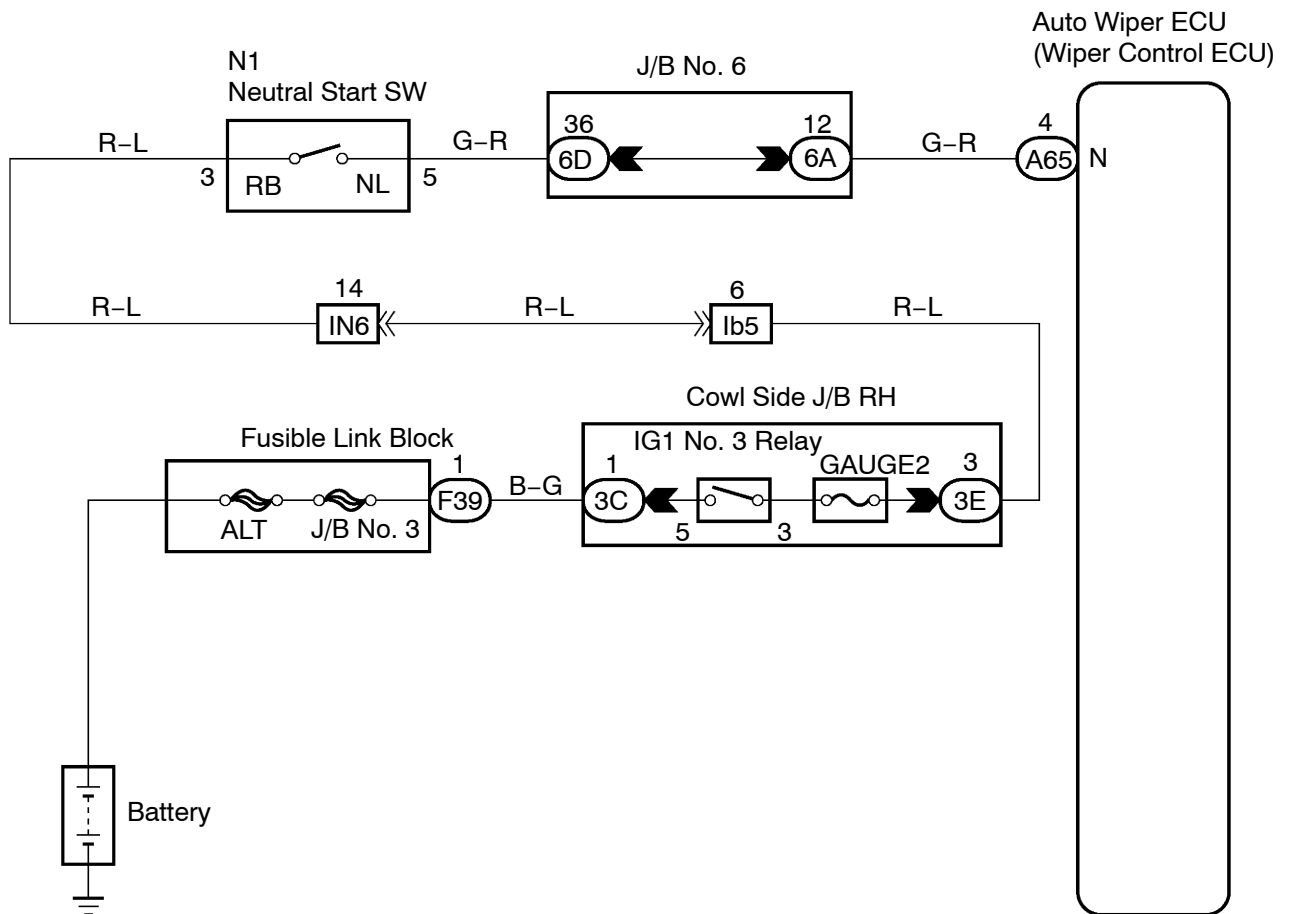 Auto Wiper ECU
(Wiper Control ECU)
N1
Neutral Start SW
J/B No. 6
R–L
3
RB
NL
5
G–R
36
6D
12
6A
G–R
4
A65
N
R–L
14
IN6
R–L
6
Ib5
R–L
Cowl Side J/B RH
Fusible Link Block
ALT
J/B No. 3
1
F39
B–G
IG1 No. 3 Relay
1
3C
5
3
GAUGE2
3
3E
Battery